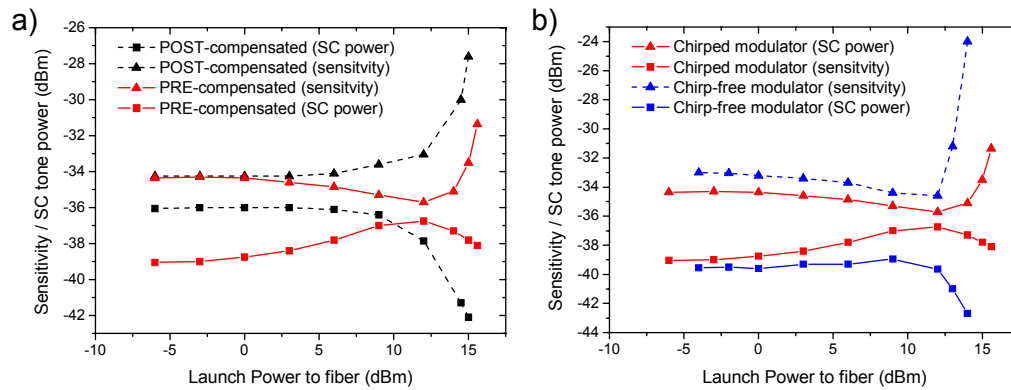 a)
Sensitivity / SC tone power (dBm)
-26
-28
-30
-32
-34
-36
-38
-40
-42
POST-compensated (SC power)
POST-compensated (sensitvity)
PRE-compensated (sensitivity)
PRE-compensated (SC power)
-10
-5
0
5
10
15
Launch Power to fiber (dBm)
b)
Sensitivity / SC tone power (dBm)
-24
-26
-28
-30
-32
-34
-36
-38
-40
-42
-44
Chirped modulator (SC power)
Chirped modulator (sensitivity)
Chirp-free modulator (sensitivity)
Chirp-free modulator (SC power)
-10
-5
0
5
10
15
Launch Power to fiber (dBm)